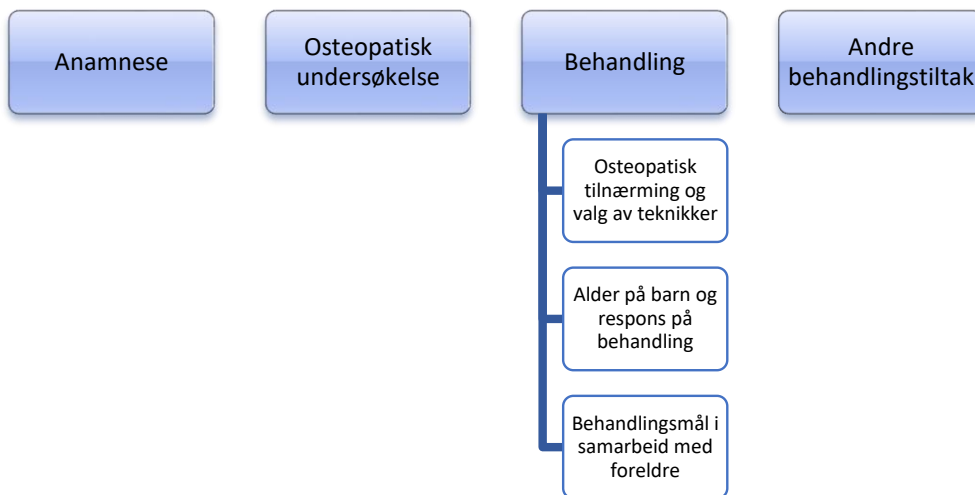 Anamnese
Osteopatisk
undersøkelse
Behandling
Andre
behandlingstiltak
Osteopatisk
tilnærming og
valg av teknikker
Alder på barn og
respons på
behandling
Behandlingsmål i
samarbeid med
foreldre